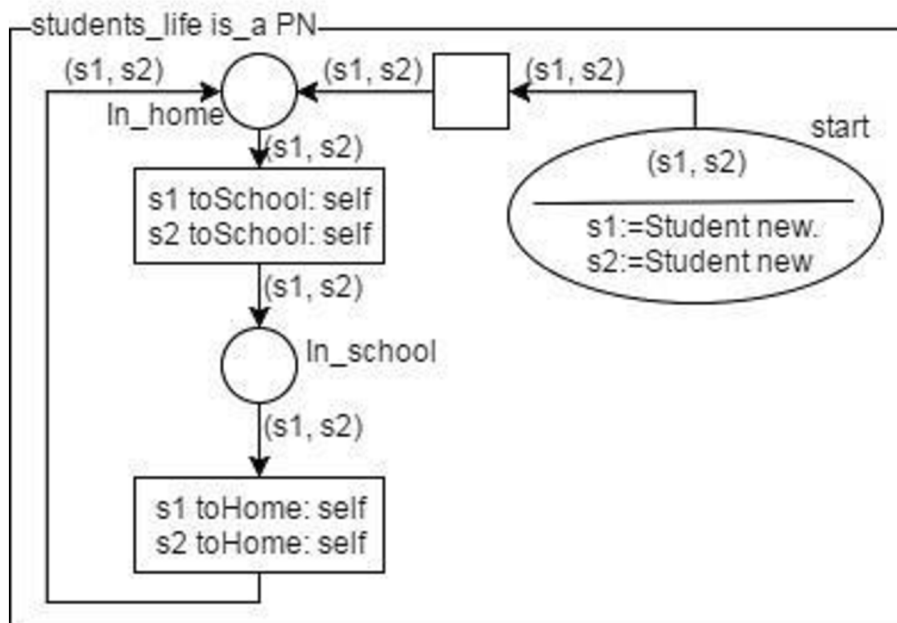 students_life is_a PN
(s1, s2)
(s1, s2)
(s1, s2)
In_home
start
(s1, s2)
(s1, s2)
s1 toSchool: self
s2 toSchool: self
s1:=Student new.
s2:=Student new
(s1, s2)
In_school
(s1, s2)
s1 toHome: self
s2 toHome: self